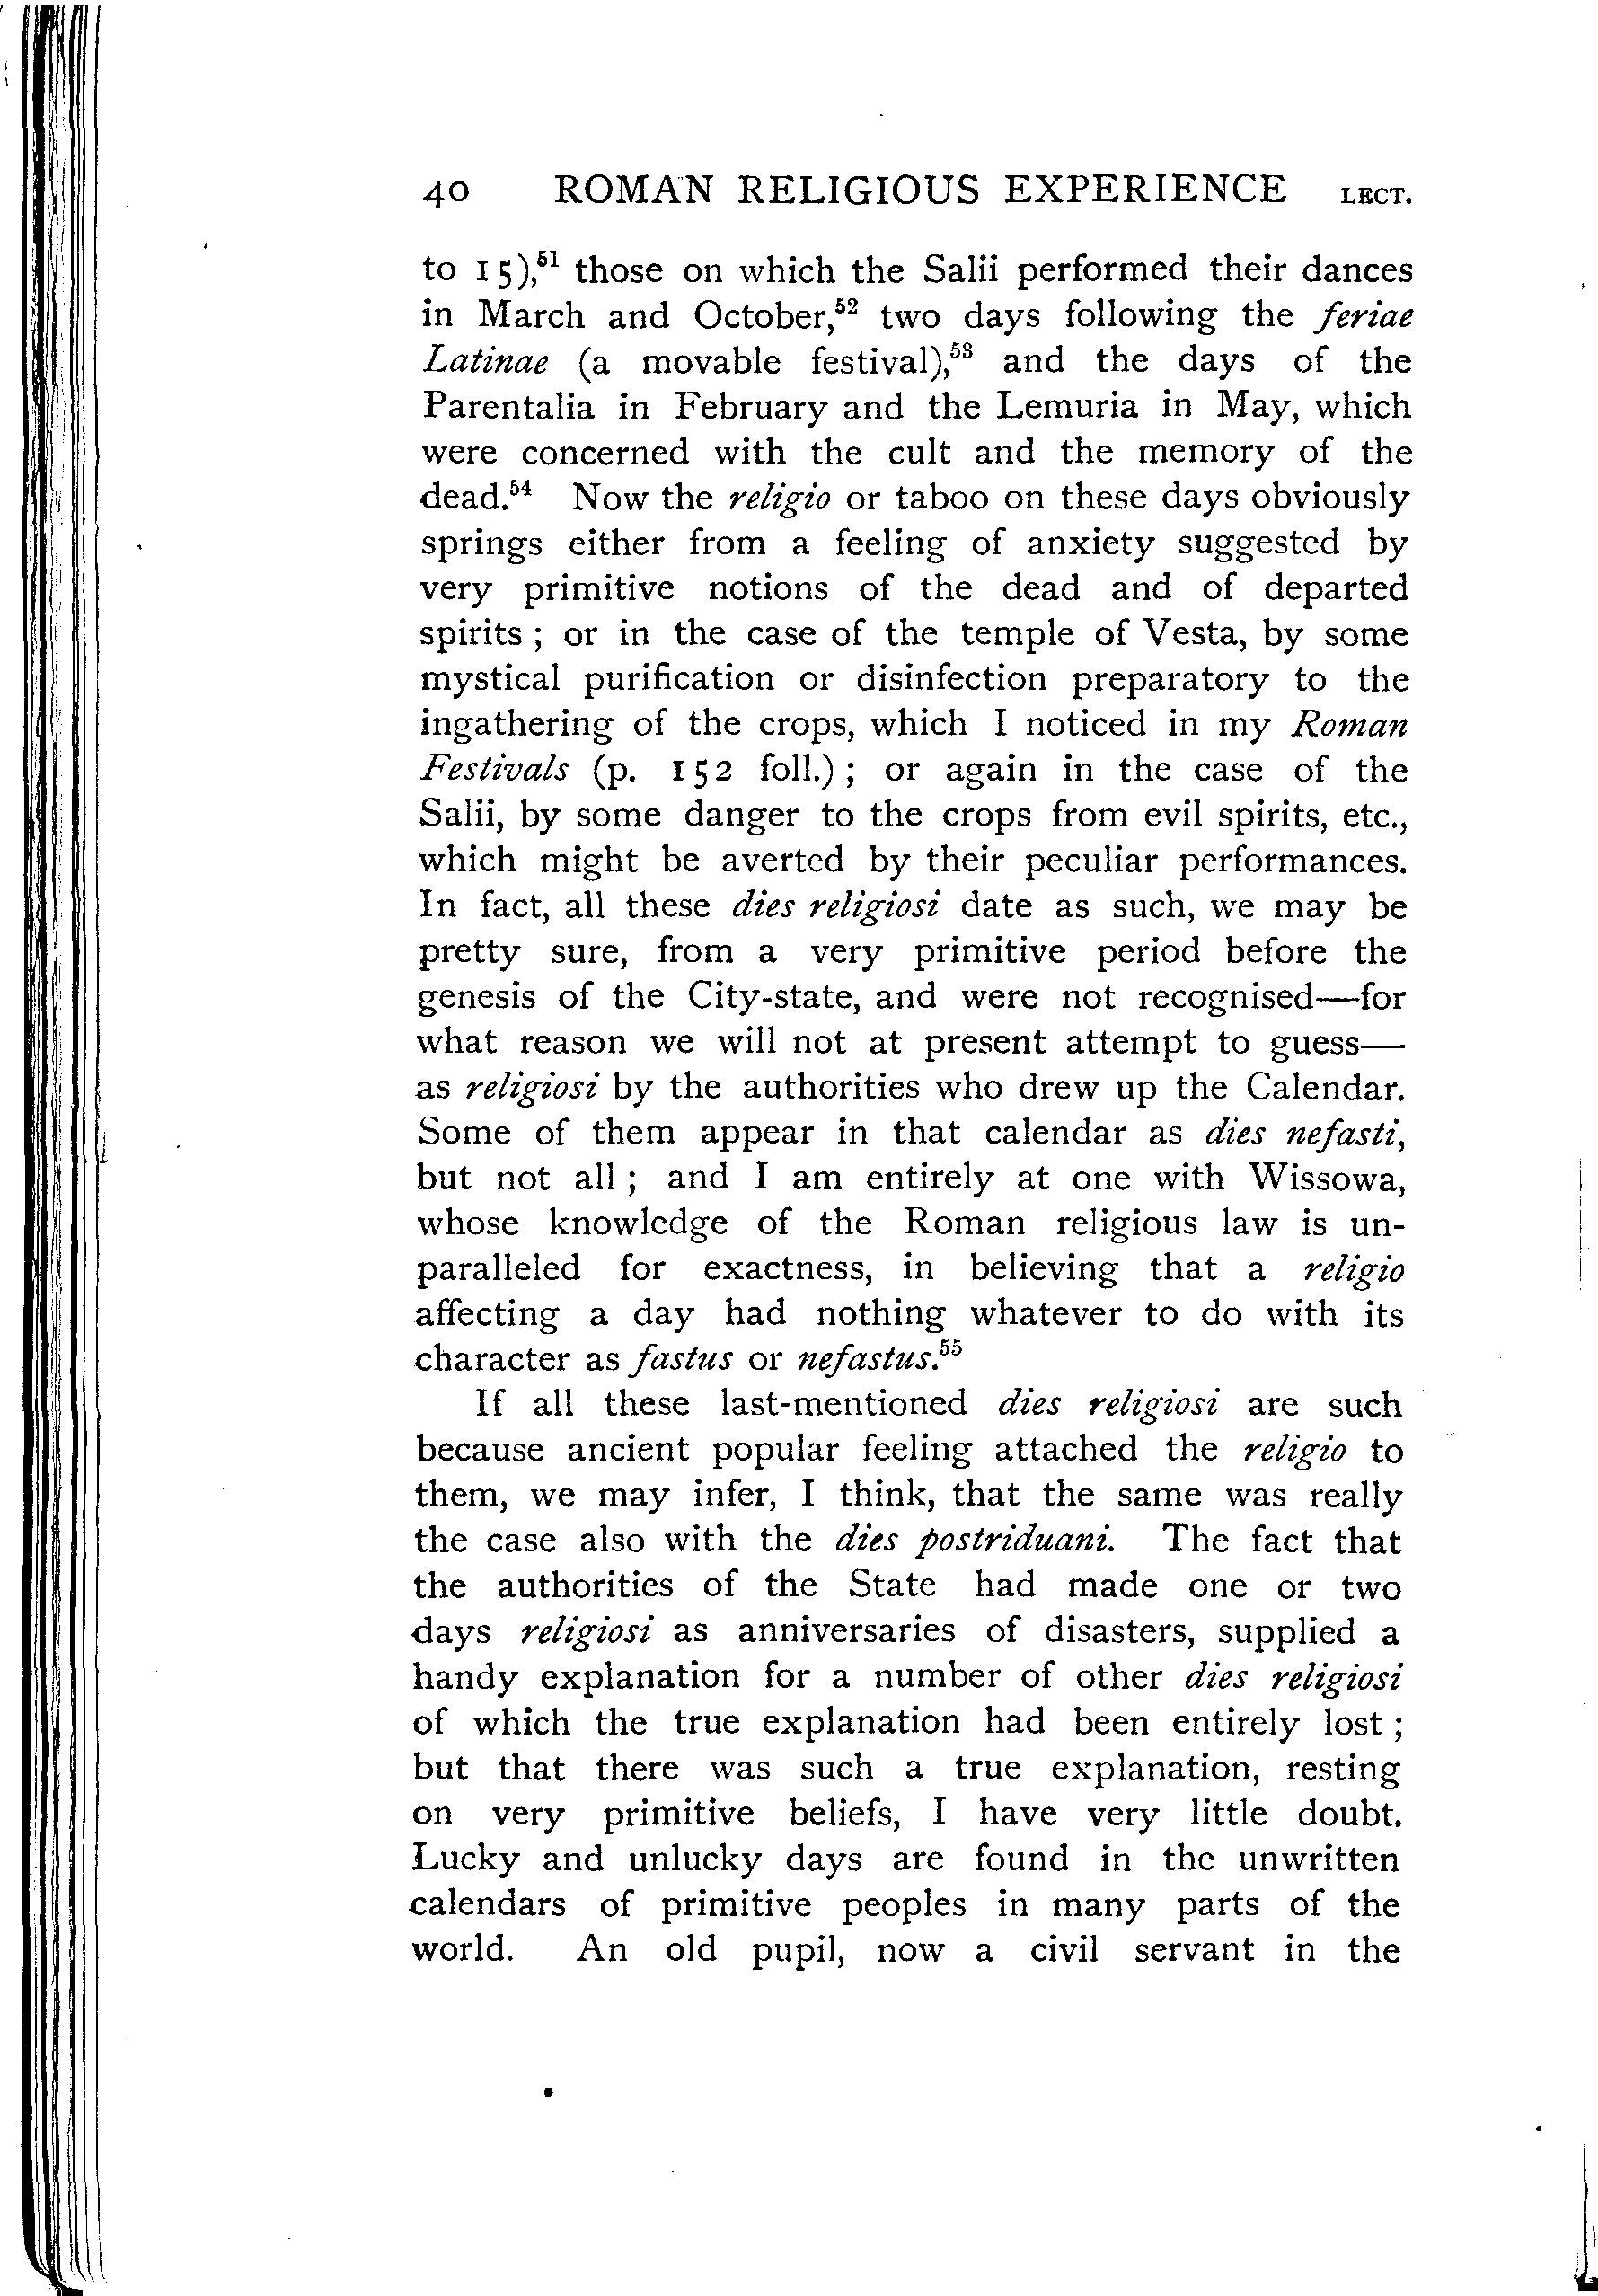 40 ROMAN RELIGIOUS EXPERIENCE LECT.
to 15),⁵¹ those on which the Salii performed their dances
in March and October,⁵² two days following the feriae
Latinae (a movable festival),⁵³ and the days of the
Parentalia in February and the Lemuria in May, which
were concerned with the cult and the memory of the
dead.⁵⁴ Now the religio or taboo on these days obviously
springs either from a feeling of anxiety suggested by
very primitive notions of the dead and of departed
spirits ; or in the case of the temple of Vesta, by some
mystical purification or disinfection preparatory to the
ingathering of the crops, which I noticed in my Roman
Festivals (p. 152 foll.) ; or again in the case of the
Salii, by some danger to the crops from evil spirits, etc.,
which might be averted by their peculiar performances.
In fact, all these dies religiosi date as such, we may be
pretty sure, from a very primitive period before the
genesis of the City-state, and were not recognised—for
what reason we will not at present attempt to guess—
as religiosi by the authorities who drew up the Calendar.
Some of them appear in that calendar as dies nefasti,
but not all ; and I am entirely at one with Wissowa,
whose knowledge of the Roman religious law is un-
paralleled for exactness, in believing that a religio
affecting a day had nothing whatever to do with its
character as fastus or nefastus.⁵⁵
If all these last-mentioned dies religiosi are such
because ancient popular feeling attached the religio to
them, we may infer, I think, that the same was really
the case also with the dies postriduani. The fact that
the authorities of the State had made one or two
days religiosi as anniversaries of disasters, supplied a
handy explanation for a number of other dies religiosi
of which the true explanation had been entirely lost ;
but that there was such a true explanation, resting
on very primitive beliefs, I have very little doubt.
Lucky and unlucky days are found in the unwritten
calendars of primitive peoples in many parts of the
world. An old pupil, now a civil servant in the